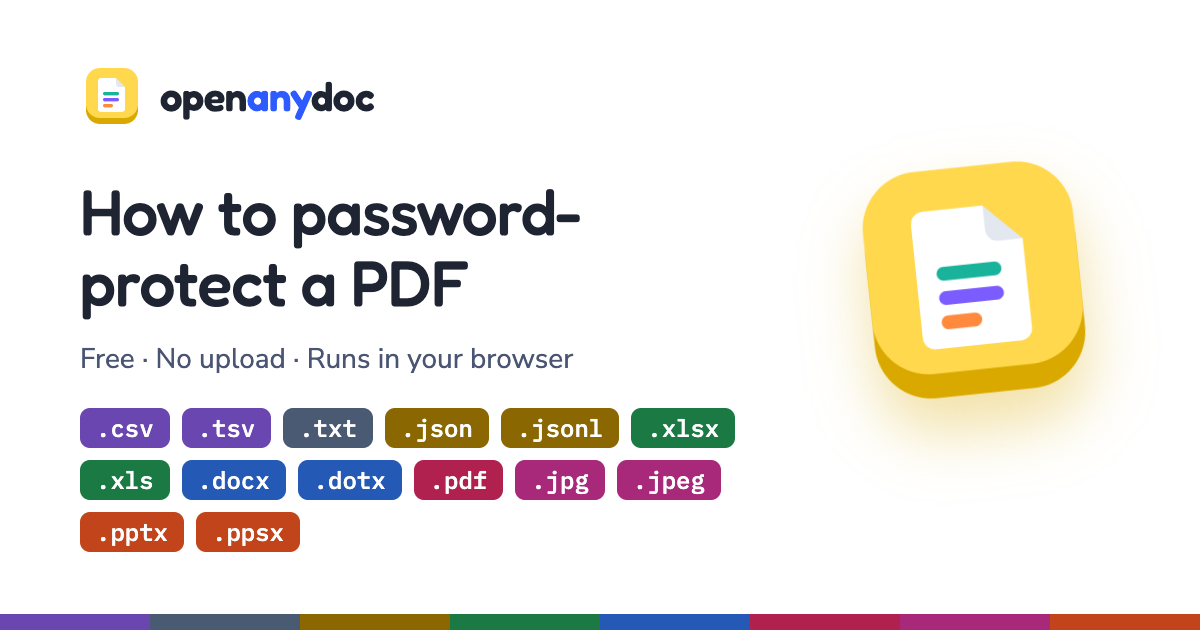 openanydoc
How to password-
protect a PDF
Free · No upload · Runs in your browser
.csv .tsv .txt .json .jsonl .xlsx
.xls .docx .dotx .pdf .jpg .jpeg
.pptx .ppsx